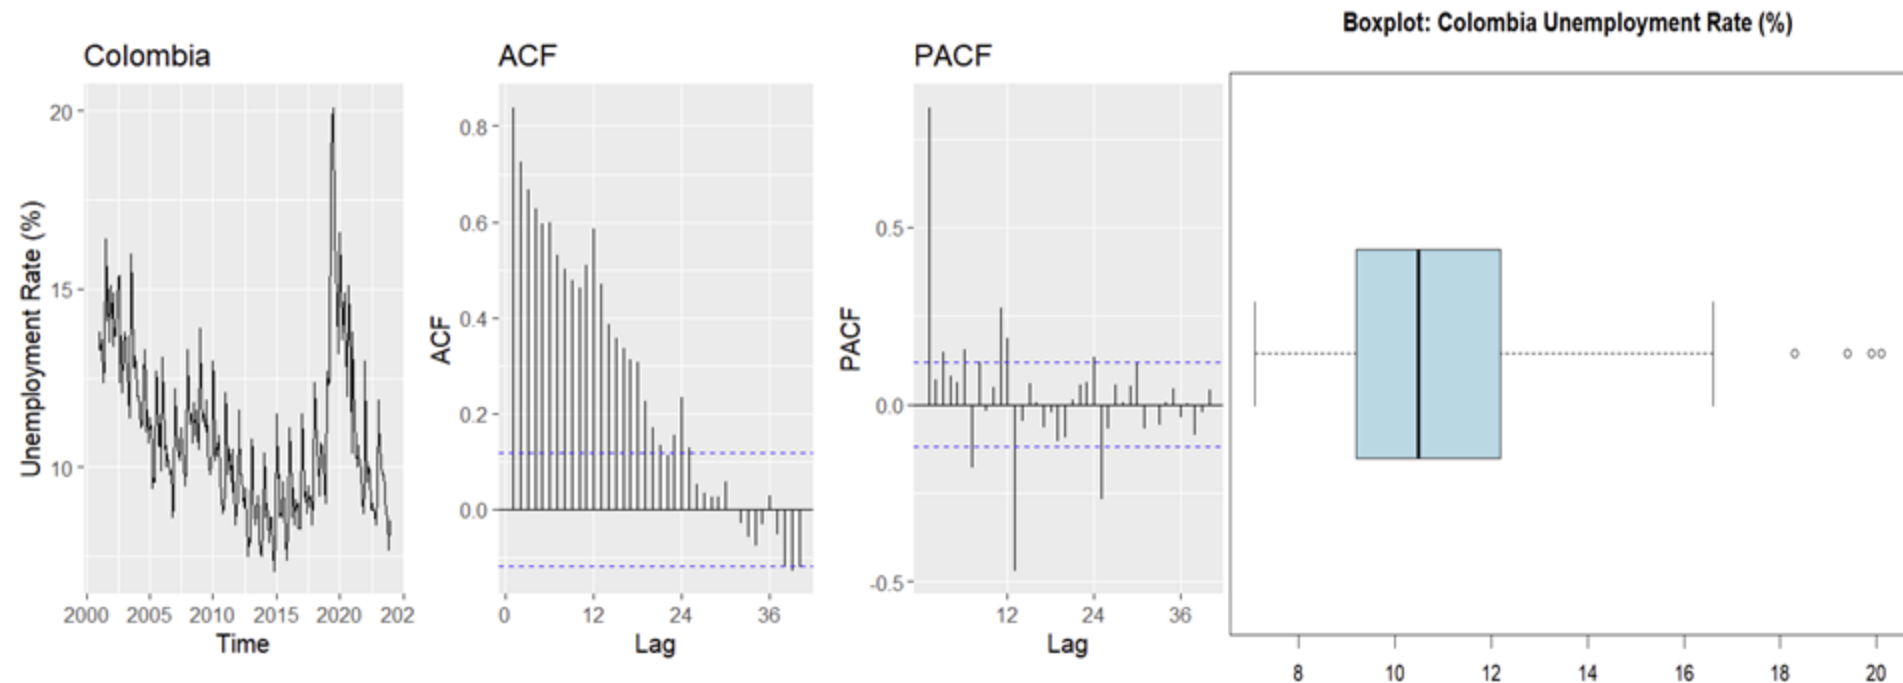 Boxplot: Colombia Unemployment Rate (%)
Colombia
ACF
PACF
Unemployment Rate (%)
20
15
10
2000 2005 2010 2015 2020 202
Time
ACF
0.8
0.6
0.4
0.2
0.0
0 12 24 36
Lag
PACF
0.5
0.0
-0.5
12 24 36
Lag
8 10 12 14 16 18 20